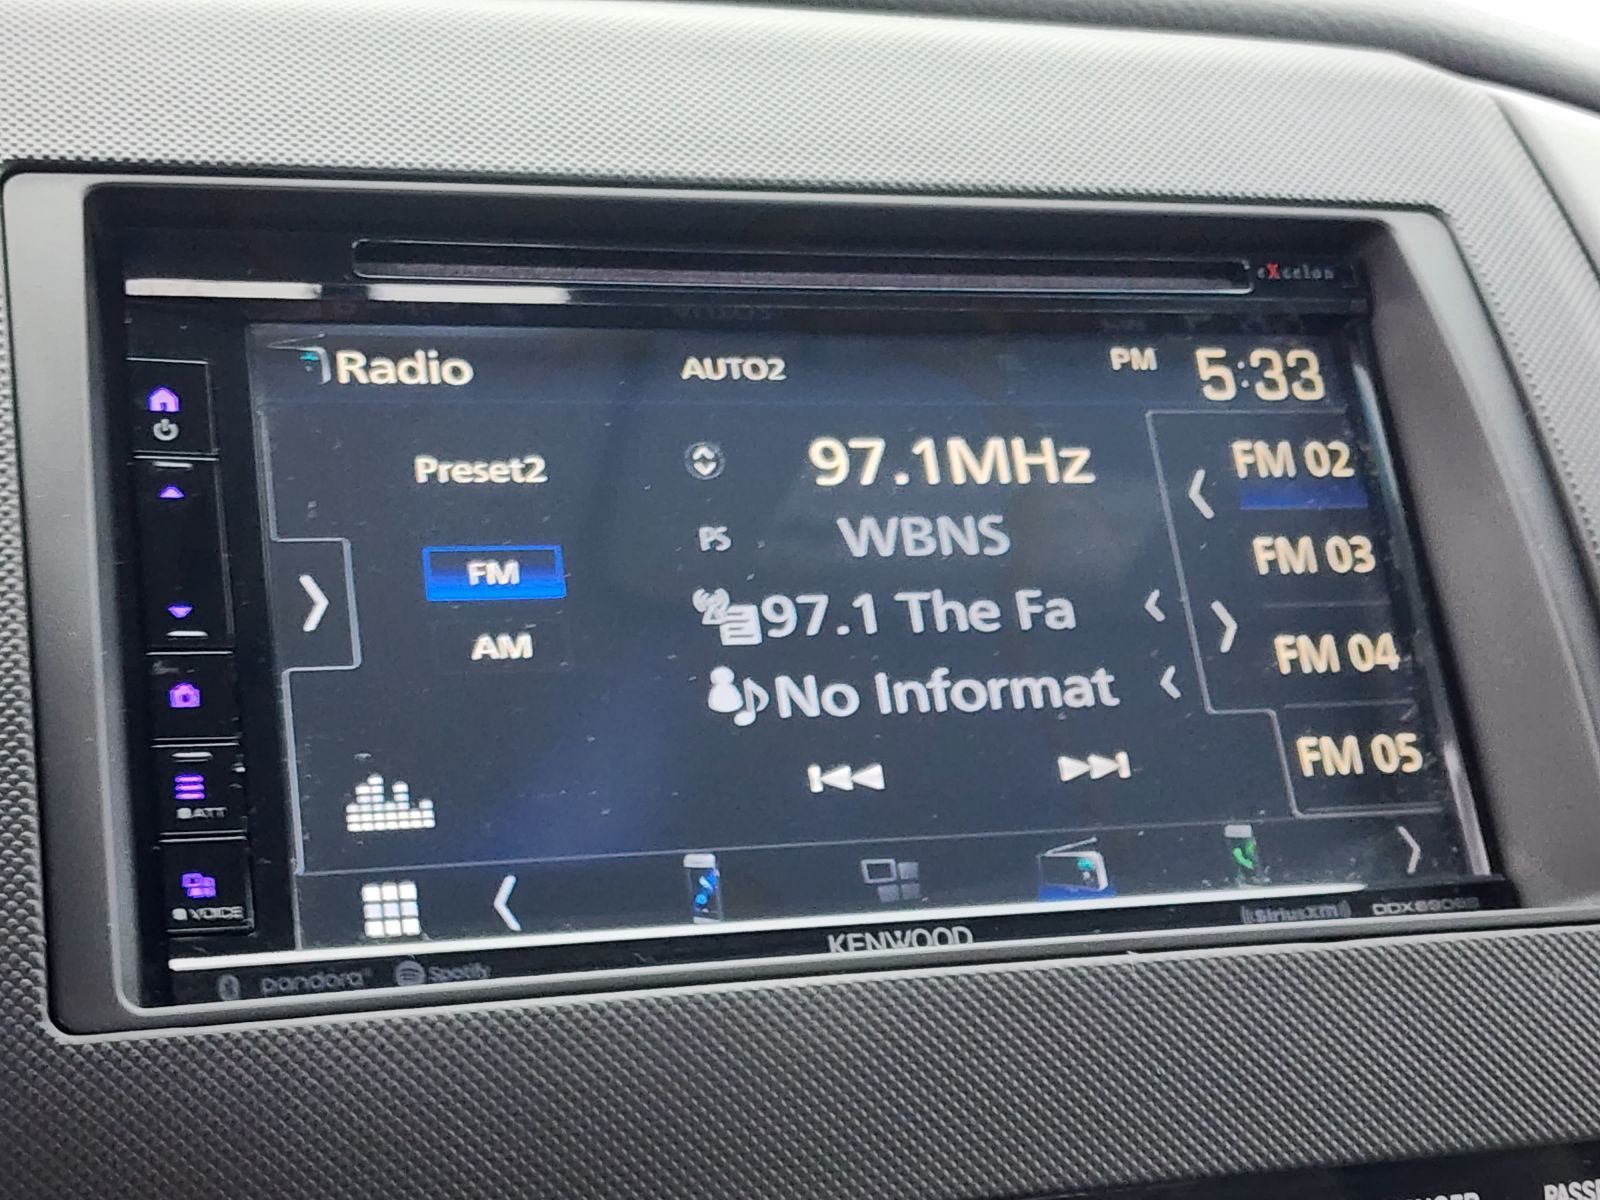 eXcelon
Radio
AUTO2
PM 5:33
Preset2
97.1MHz
FM 02
PS
WBNS
FM
FM 03
97.1 The Fa
AM
FM 04
No Informat
FM 05
BATT
VOICE
KENWOOD
SiriusXM
pandora
Spotify